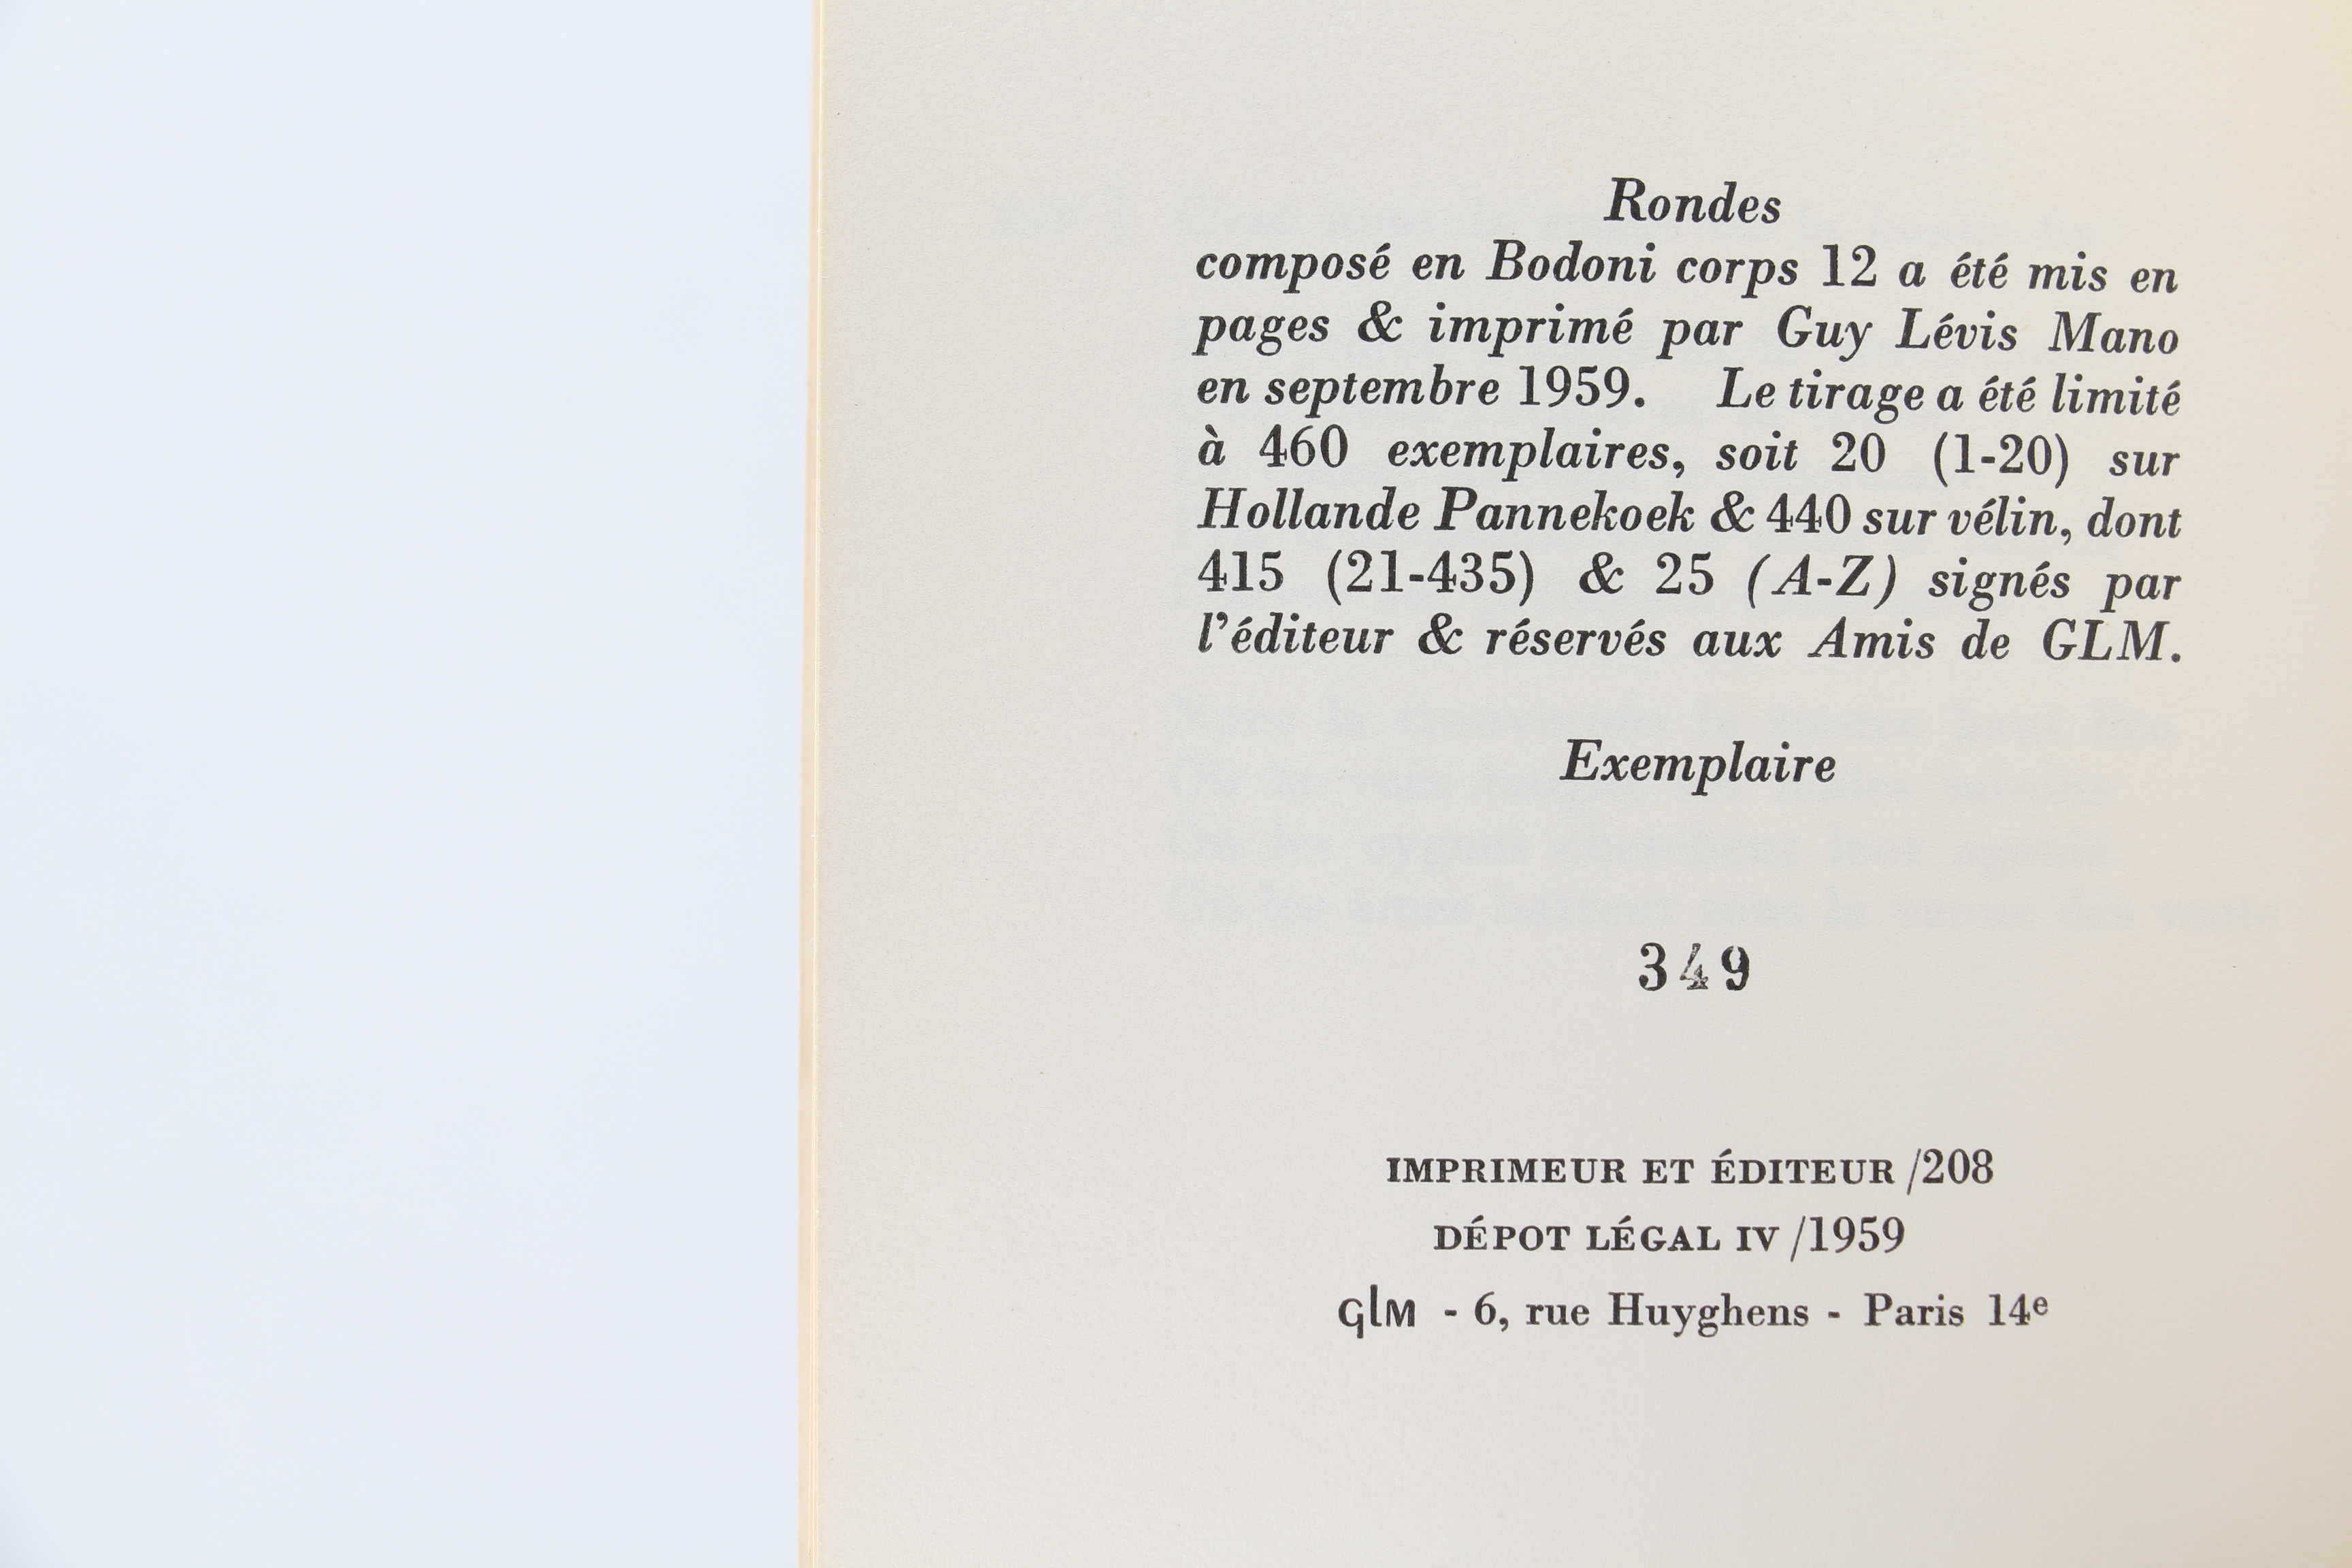 Rondes
composé en Bodoni corps 12 a été mis en
pages & imprimé par Guy Lévis Mano
en septembre 1959. Le tirage a été limité
à 460 exemplaires, soit 20 (1-20) sur
Hollande Pannekoek & 440 sur vélin, dont
415 (21-435) & 25 (A-Z) signés par
l'éditeur & réservés aux Amis de GLM.
Exemplaire
349
IMPRIMEUR ET ÉDITEUR /208
DÉPOT LÉGAL IV /1959
GLM - 6, rue Huyghens - Paris 14e